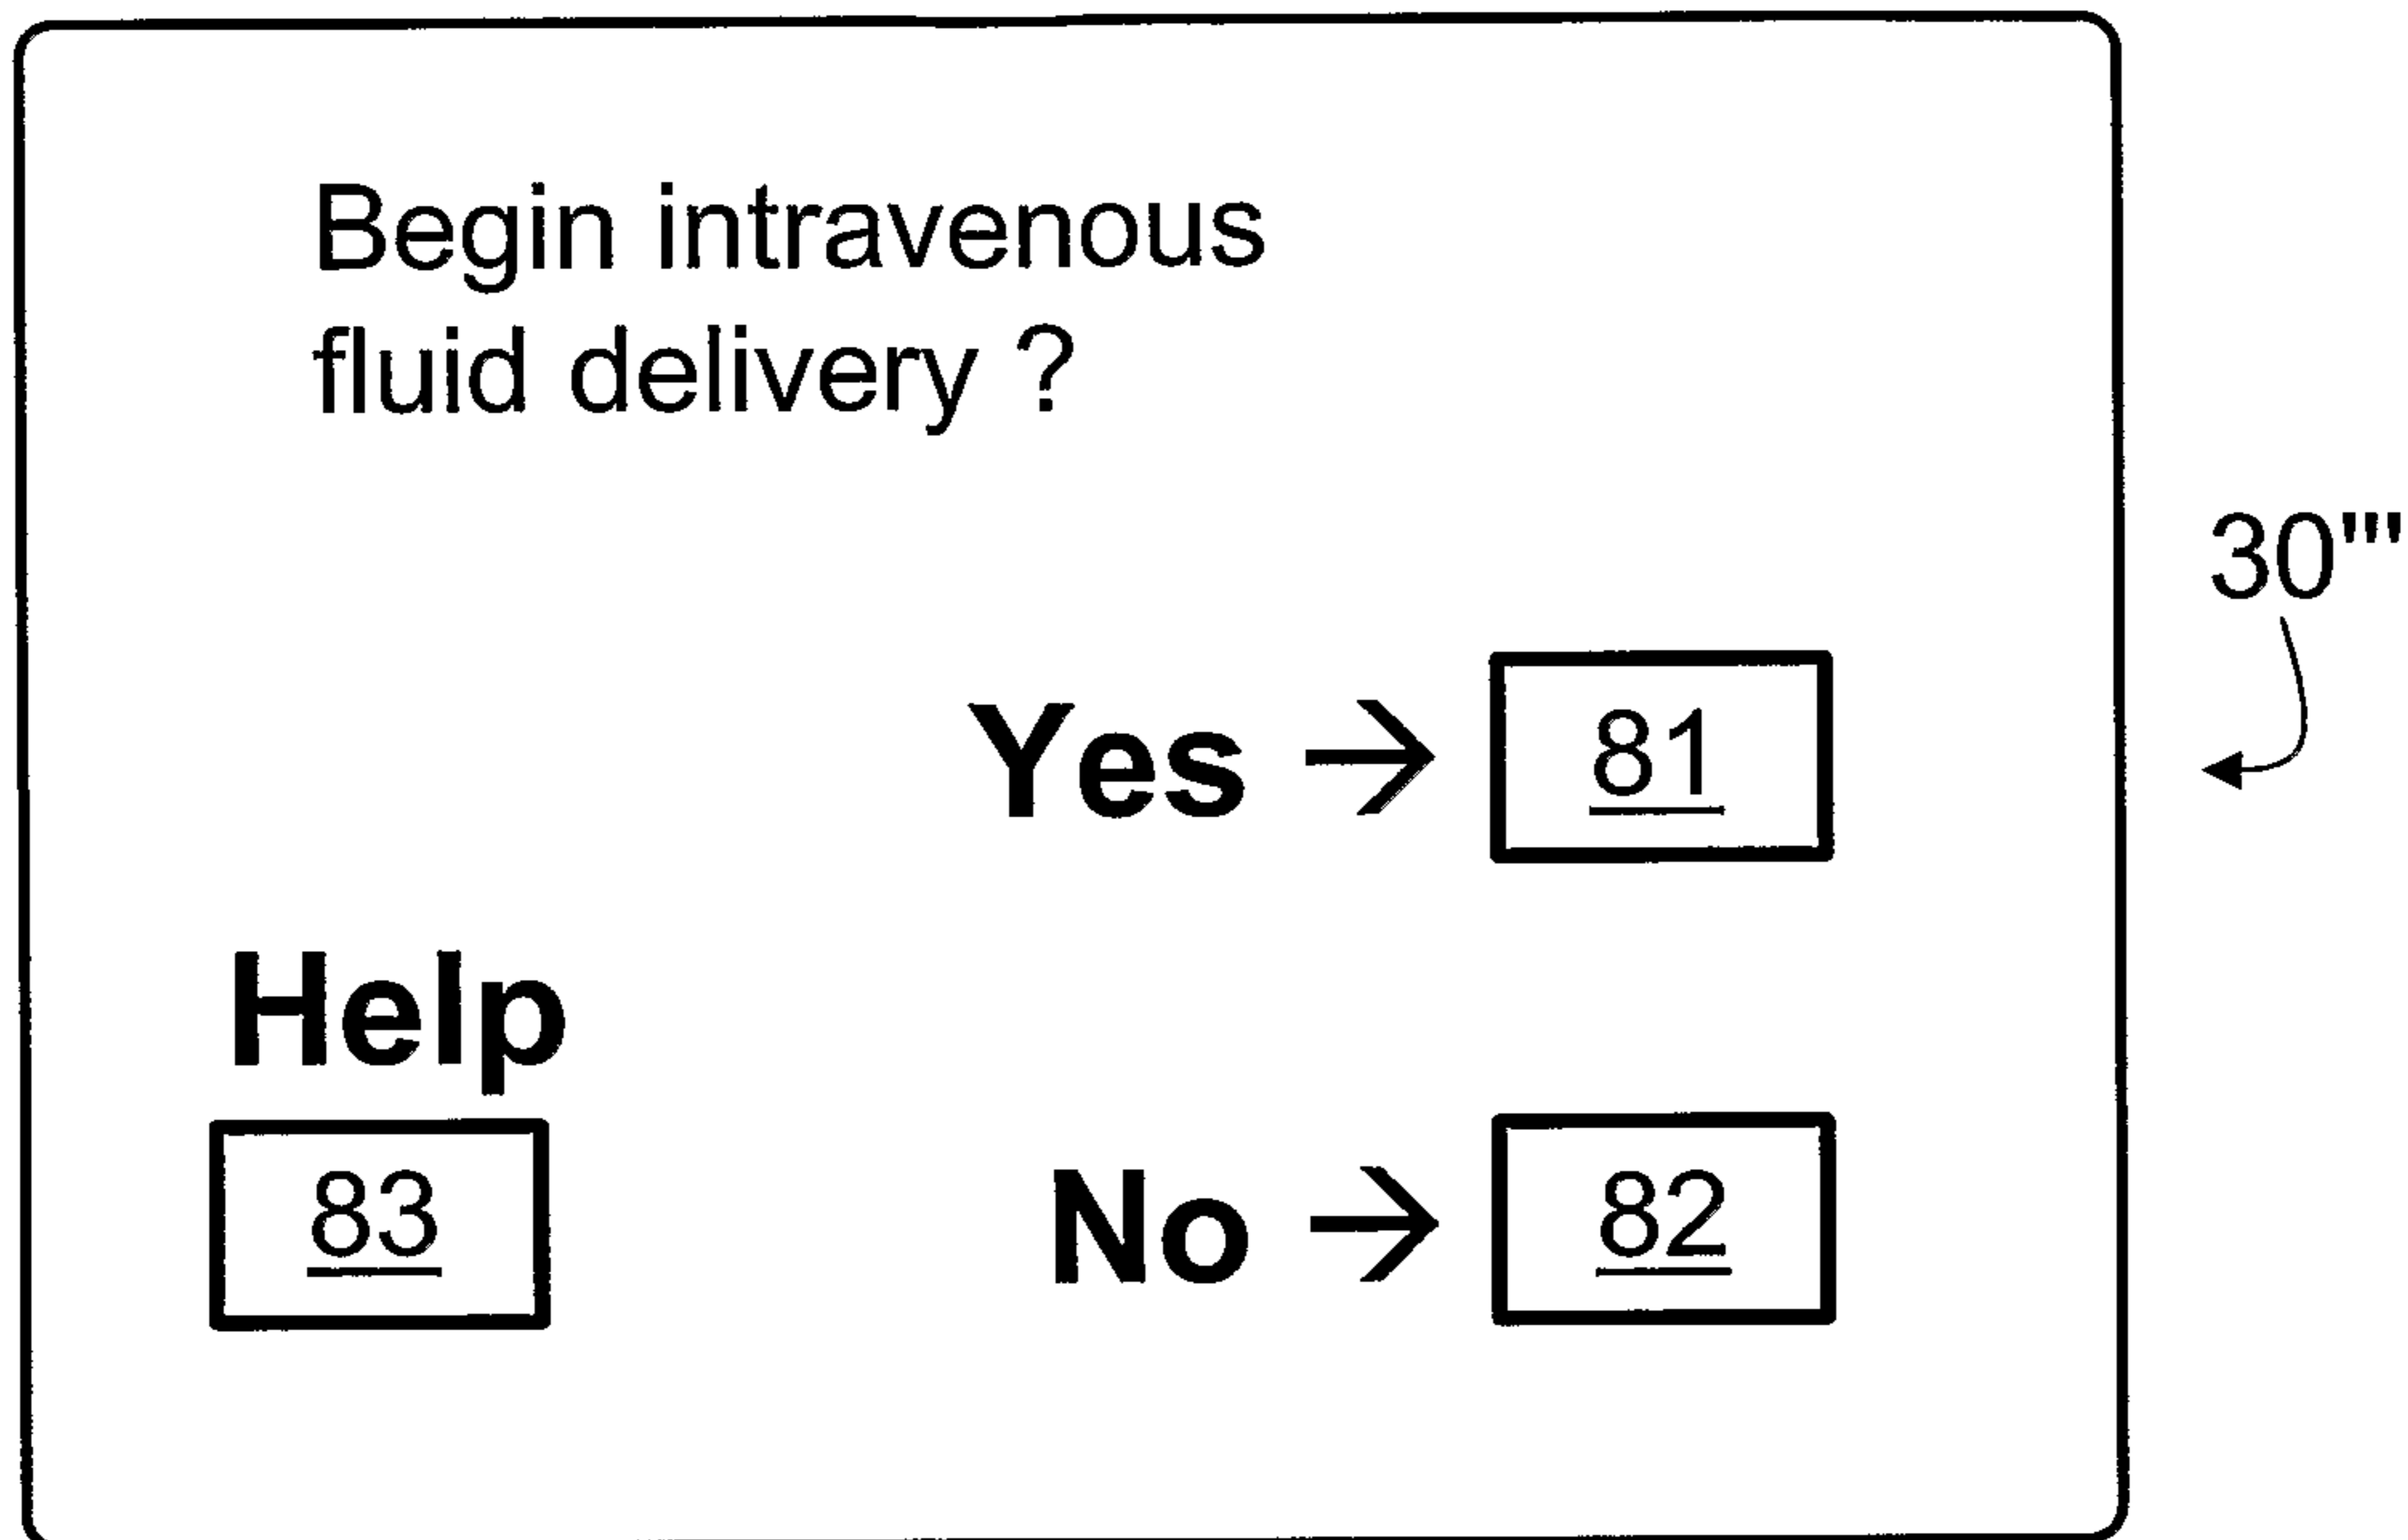 Begin intravenous
fluid delivery ?
30'''
Yes → 81
Help
83
No → 82